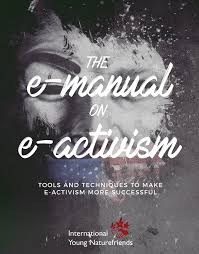 THE
e-manual
on
e-activism
TOOLS AND TECHNIQUES TO MAKE
E-ACTIVISM MORE SUCCESSFUL
International
Young Naturefriends